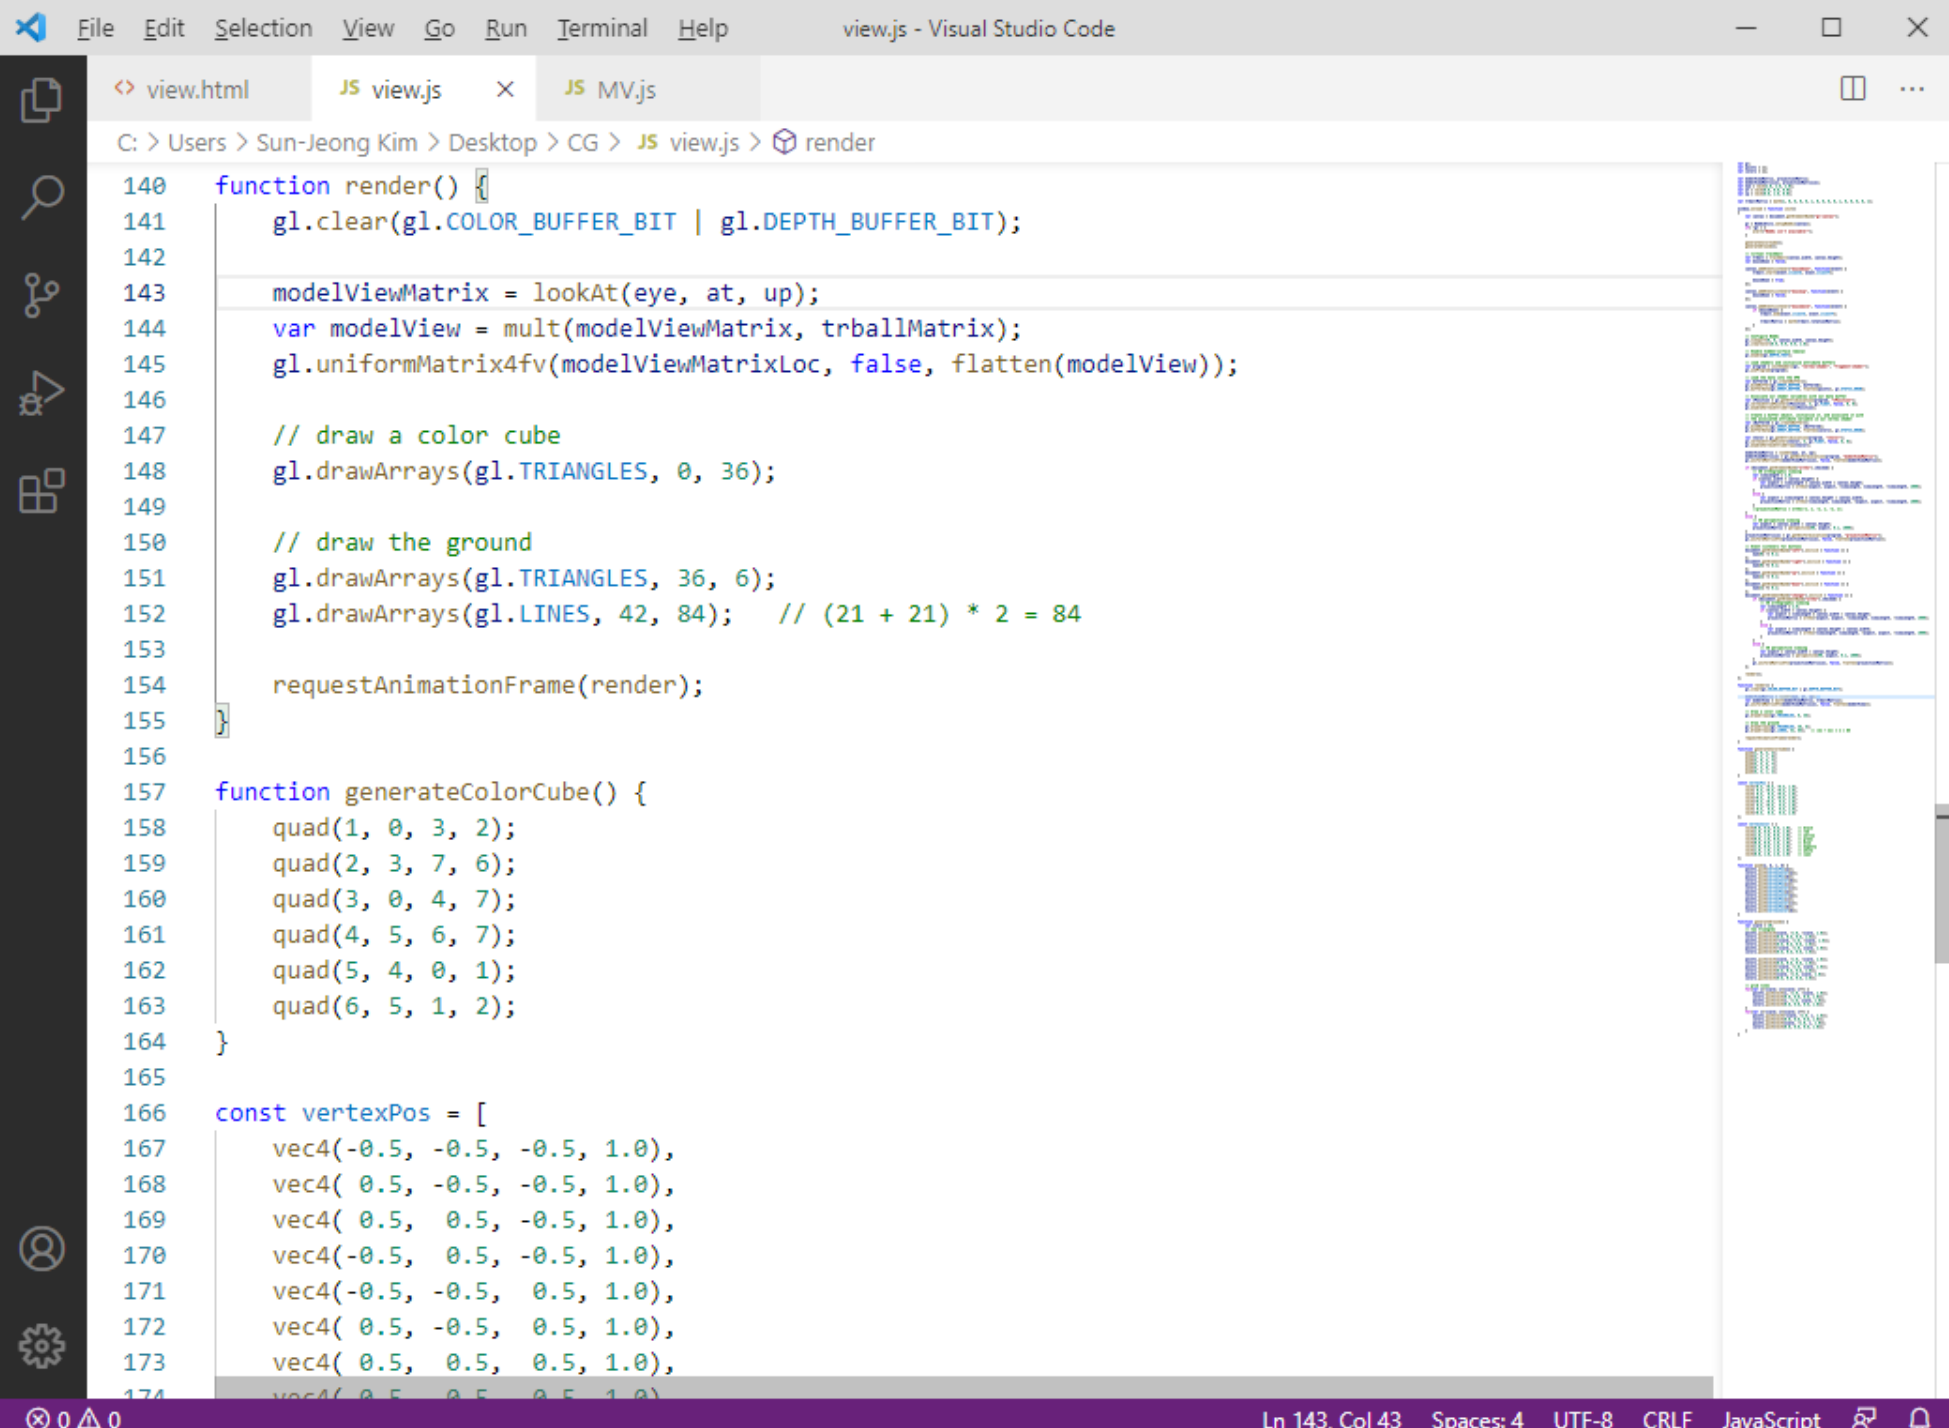 File Edit Selection View Go Run Terminal Help view.js - Visual Studio Code
<> view.html JS view.js × JS MV.js ...
C: > Users > Sun-Jeong Kim > Desktop > CG > JS view.js > render
140 function render() {
141     gl.clear(gl.COLOR_BUFFER_BIT | gl.DEPTH_BUFFER_BIT);
142
143     modelViewMatrix = lookAt(eye, at, up);
144     var modelView = mult(modelViewMatrix, trballMatrix);
145     gl.uniformMatrix4fv(modelViewMatrixLoc, false, flatten(modelView));
146
147     // draw a color cube
148     gl.drawArrays(gl.TRIANGLES, 0, 36);
149
150     // draw the ground
151     gl.drawArrays(gl.TRIANGLES, 36, 6);
152     gl.drawArrays(gl.LINES, 42, 84);   // (21 + 21) * 2 = 84
153
154     requestAnimationFrame(render);
155 }
156
157 function generateColorCube() {
158     quad(1, 0, 3, 2);
159     quad(2, 3, 7, 6);
160     quad(3, 0, 4, 7);
161     quad(4, 5, 6, 7);
162     quad(5, 4, 0, 1);
163     quad(6, 5, 1, 2);
164 }
165
166 const vertexPos = [
167     vec4(-0.5, -0.5, -0.5, 1.0),
168     vec4( 0.5, -0.5, -0.5, 1.0),
169     vec4( 0.5,  0.5, -0.5, 1.0),
170     vec4(-0.5,  0.5, -0.5, 1.0),
171     vec4(-0.5, -0.5,  0.5, 1.0),
172     vec4( 0.5, -0.5,  0.5, 1.0),
173     vec4( 0.5,  0.5,  0.5, 1.0),
174
0 0 Ln 143, Col 43 Spaces: 4 UTF-8 CRLF JavaScript